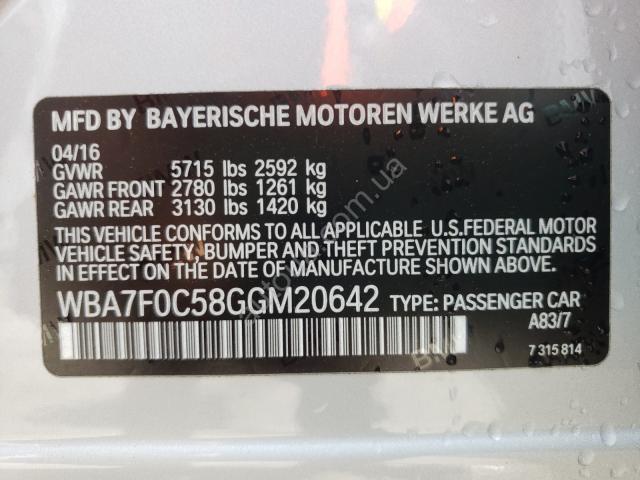 MFD BY BAYERISCHE MOTOREN WERKE AG
04/16
GVWR 5715 lbs 2592 kg
GAWR FRONT 2780 lbs 1261 kg
GAWR REAR 3130 lbs 1420 kg
THIS VEHICLE CONFORMS TO ALL APPLICABLE U.S.FEDERAL MOTOR
VEHICLE SAFETY, BUMPER AND THEFT PREVENTION STANDARDS
IN EFFECT ON THE DATE OF MANUFACTURE SHOWN ABOVE.
WBA7F0C58GGM20642 TYPE: PASSENGER CAR
A83/7
7 315 814